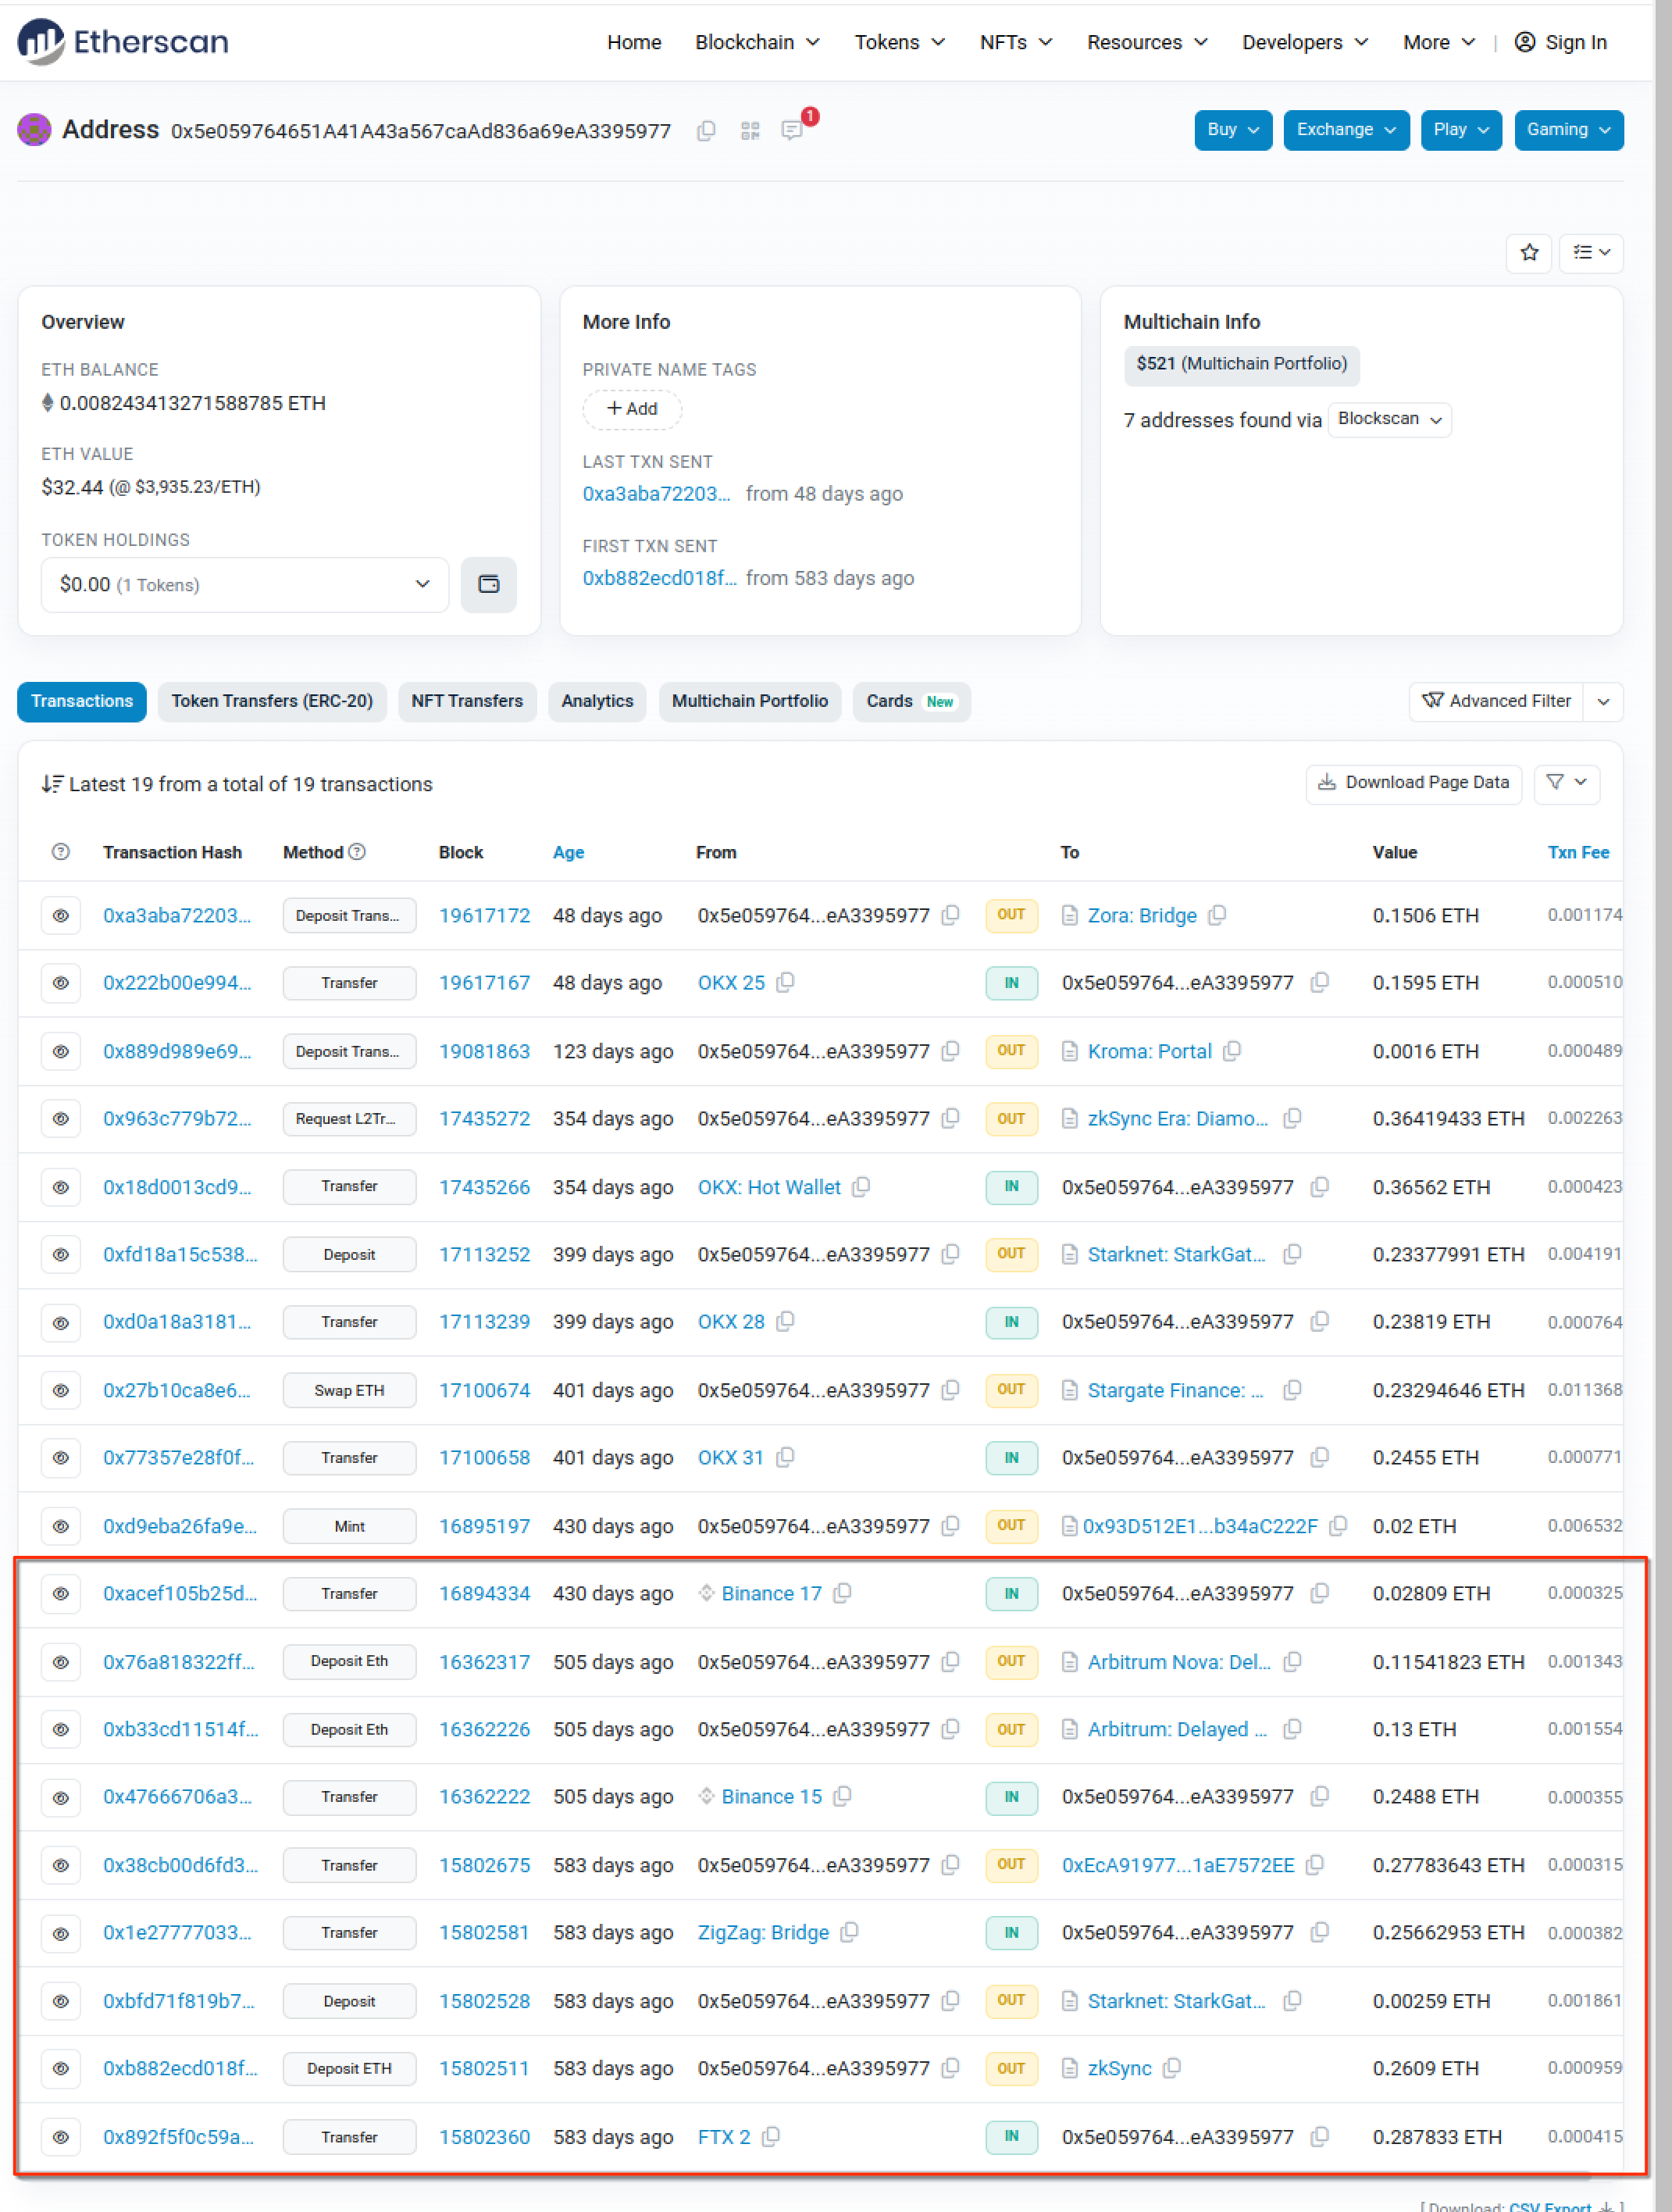 Etherscan
Home Blockchain Tokens NFTs Resources Developers More | Sign In
Address 0x5e059764651A41A43a567caAd836a69eA3395977 1
Buy Exchange Play Gaming
Overview
ETH BALANCE
0.008243413271588785 ETH
ETH VALUE
$32.44 (@ $3,935.23/ETH)
TOKEN HOLDINGS
$0.00 (1 Tokens)
More Info
PRIVATE NAME TAGS
+ Add
LAST TXN SENT
0xa3aba72203... from 48 days ago
FIRST TXN SENT
0xb882ecd018f... from 583 days ago
Multichain Info
$521 (Multichain Portfolio)
7 addresses found via Blockscan
Transactions Token Transfers (ERC-20) NFT Transfers Analytics Multichain Portfolio Cards New Advanced Filter
Latest 19 from a total of 19 transactions Download Page Data
Transaction Hash Method Block Age From To Value Txn Fee
0xa3aba72203... Deposit Trans... 19617172 48 days ago 0x5e059764...eA3395977 OUT Zora: Bridge 0.1506 ETH 0.001174
0x222b00e994... Transfer 19617167 48 days ago OKX 25 IN 0x5e059764...eA3395977 0.1595 ETH 0.000510
0x889d989e69... Deposit Trans... 19081863 123 days ago 0x5e059764...eA3395977 OUT Kroma: Portal 0.0016 ETH 0.000489
0x963c779b72... Request L2Tr... 17435272 354 days ago 0x5e059764...eA3395977 OUT zkSync Era: Diamo... 0.36419433 ETH 0.002263
0x18d0013cd9... Transfer 17435266 354 days ago OKX: Hot Wallet IN 0x5e059764...eA3395977 0.36562 ETH 0.000423
0xfd18a15c538... Deposit 17113252 399 days ago 0x5e059764...eA3395977 OUT Starknet: StarkGat... 0.23377991 ETH 0.004191
0xd0a18a3181... Transfer 17113239 399 days ago OKX 28 IN 0x5e059764...eA3395977 0.23819 ETH 0.000764
0x27b10ca8e6... Swap ETH 17100674 401 days ago 0x5e059764...eA3395977 OUT Stargate Finance: ... 0.23294646 ETH 0.011368
0x77357e28f0f... Transfer 17100658 401 days ago OKX 31 IN 0x5e059764...eA3395977 0.2455 ETH 0.000771
0xd9eba26fa9e... Mint 16895197 430 days ago 0x5e059764...eA3395977 OUT 0x93D512E1...b34aC222F 0.02 ETH 0.006532
0xacef105b25d... Transfer 16894334 430 days ago Binance 17 IN 0x5e059764...eA3395977 0.02809 ETH 0.000325
0x76a818322ff... Deposit Eth 16362317 505 days ago 0x5e059764...eA3395977 OUT Arbitrum Nova: Del... 0.11541823 ETH 0.001343
0xb33cd11514f... Deposit Eth 16362226 505 days ago 0x5e059764...eA3395977 OUT Arbitrum: Delayed ... 0.13 ETH 0.001554
0x47666706a3... Transfer 16362222 505 days ago Binance 15 IN 0x5e059764...eA3395977 0.2488 ETH 0.000355
0x38cb00d6fd3... Transfer 15802675 583 days ago 0x5e059764...eA3395977 OUT 0xEcA91977...1aE7572EE 0.27783643 ETH 0.000315
0x1e27777033... Transfer 15802581 583 days ago ZigZag: Bridge IN 0x5e059764...eA3395977 0.25662953 ETH 0.000382
0xbfd71f819b7... Deposit 15802528 583 days ago 0x5e059764...eA3395977 OUT Starknet: StarkGat... 0.00259 ETH 0.001861
0xb882ecd018f... Deposit ETH 15802511 583 days ago 0x5e059764...eA3395977 OUT zkSync 0.2609 ETH 0.000959
0x892f5f0c59a... Transfer 15802360 583 days ago FTX 2 IN 0x5e059764...eA3395977 0.287833 ETH 0.000415
[ Download: CSV Export ]